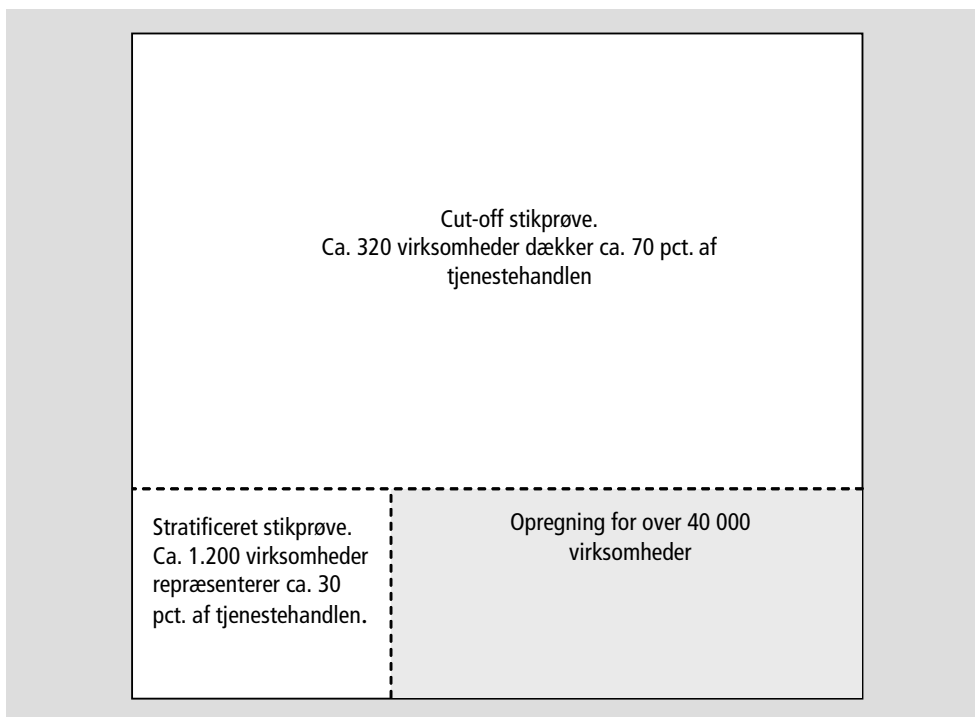 Cut-off stikprøve.
Ca. 320 virksomheder dækker ca. 70 pct. af
tjenestehandlen
Stratificeret stikprøve.
Ca. 1.200 virksomheder
repræsenterer ca. 30
pct. af tjenestehandlen.
Opregning for over 40 000
virksomheder